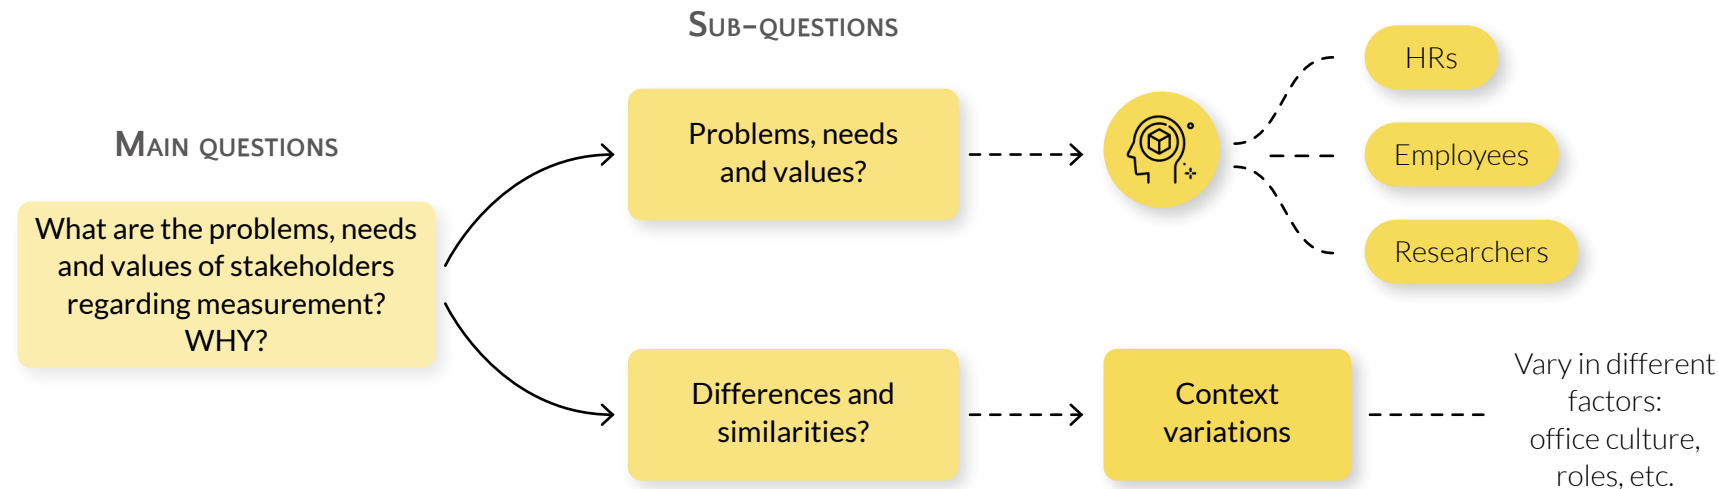 SUB-QUESTIONS
MAIN QUESTIONS
What are the problems, needs
and values of stakeholders
regarding measurement?
WHY?
Problems, needs
and values?
HRs
Employees
Researchers
Differences and
similarities?
Context
variations
Vary in different
factors:
office culture,
roles, etc.